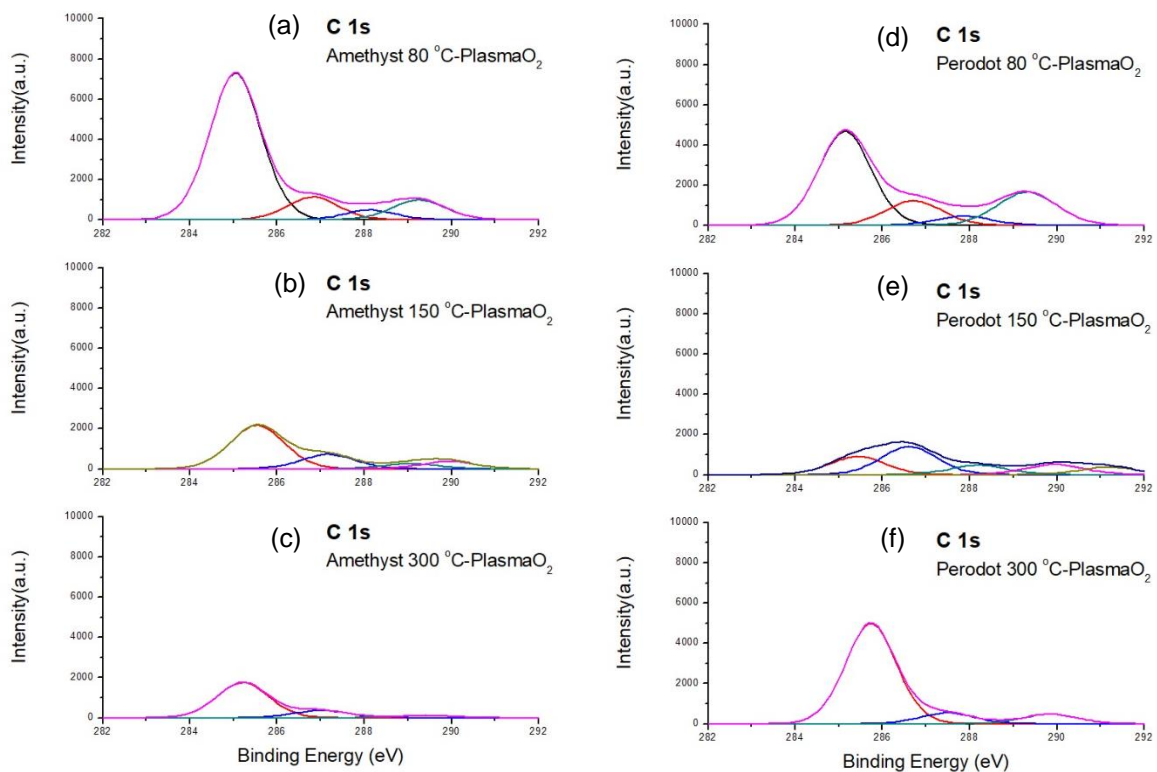 (a)
C 1s
Amethyst 80 °C-PlasmaO₂
Intensity(a.u.)
10000
8000
6000
4000
2000
0
282 284 286 288 290 292
(d)
C 1s
Perodot 80 °C-PlasmaO₂
Intensity(a.u.)
10000
8000
6000
4000
2000
0
282 284 286 288 290 292
(b)
C 1s
Amethyst 150 °C-PlasmaO₂
Intensity(a.u.)
10000
8000
6000
4000
2000
0
282 284 286 288 290 292
(e)
C 1s
Perodot 150 °C-PlasmaO₂
Intensity(a.u.)
10000
8000
6000
4000
2000
0
282 284 286 288 290 292
(c)
C 1s
Amethyst 300 °C-PlasmaO₂
Intensity(a.u.)
10000
8000
6000
4000
2000
0
282 284 286 288 290 292
Binding Energy (eV)
(f)
C 1s
Perodot 300 °C-PlasmaO₂
Intensity(a.u.)
10000
8000
6000
4000
2000
0
282 284 286 288 290 292
Binding Energy (eV)